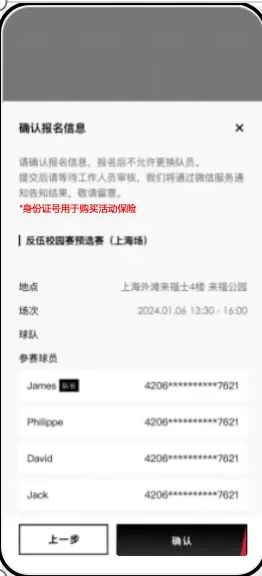 确认报名信息 ×
请确认报名信息，报名后不允许更换队员。
提交后请等待工作人员审核，我们将通过微信服务通
知告知结果，敬请留意。
*身份证号用于购买活动保险
反伍校园赛预选赛（上海场）
地点 上海外滩来福士4楼 来福公园
场次 2024.01.06 13:30 - 16:00
球队
参赛球员
James 队长 4206**********7621
Philippe 4206**********7621
David 4206**********7621
Jack 4206**********7621
上一步 确认